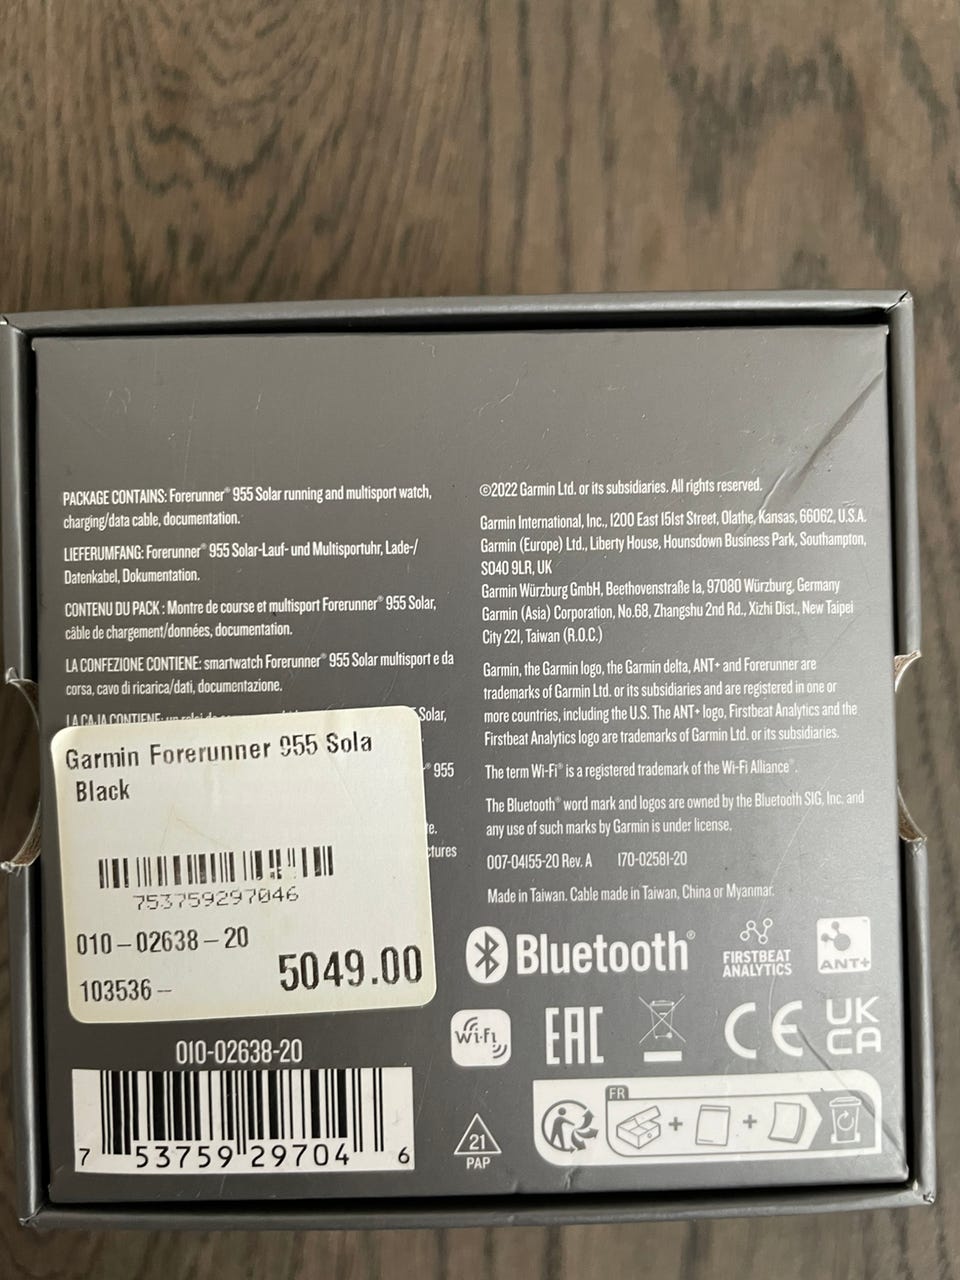 PACKAGE CONTAINS: Forerunner® 955 Solar running and multisport watch,
charging/data cable, documentation.
LIEFERUMFANG: Forerunner® 955 Solar-Lauf- und Multisportuhr, Lade-/
Datenkabel, Dokumentation.
CONTENU DU PACK : Montre de course et multisport Forerunner® 955 Solar,
câble de chargement/données, documentation.
LA CONFEZIONE CONTIENE: smartwatch Forerunner® 955 Solar multisport e da
corsa, cavo di ricarica/dati, documentazione.
LA CAJA CONTIENE: un reloj de Solar,
® 955
te.
ctures
Garmin Forerunner 955 Sola
Black
753759297046
010-02638-20
5049.00
103536-
010-02638-20
7 53759 29704 6
©2022 Garmin Ltd. or its subsidiaries. All rights reserved.
Garmin International, Inc., 1200 East 151st Street, Olathe, Kansas, 66062, U.S.A.
Garmin (Europe) Ltd., Liberty House, Hounsdown Business Park, Southampton,
SO40 9LR, UK
Garmin Würzburg GmbH, Beethovenstraße 1a, 97080 Würzburg, Germany
Garmin (Asia) Corporation, No.68, Zhangshu 2nd Rd., Xizhi Dist., New Taipei
City 221, Taiwan (R.O.C.)
Garmin, the Garmin logo, the Garmin delta, ANT+ and Forerunner are
trademarks of Garmin Ltd. or its subsidiaries and are registered in one or
more countries, including the U.S. The ANT+ logo, Firstbeat Analytics and the
Firstbeat Analytics logo are trademarks of Garmin Ltd. or its subsidiaries.
The term Wi-Fi® is a registered trademark of the Wi-Fi Alliance®.
The Bluetooth® word mark and logos are owned by the Bluetooth SIG, Inc. and
any use of such marks by Garmin is under license.
007-04155-20 Rev. A 170-02581-20
Made in Taiwan. Cable made in Taiwan, China or Myanmar.
Bluetooth®
FIRSTBEAT
ANALYTICS
ANT+
Wi-Fi
EAC
CE
UK
CA
21
PAP
FR